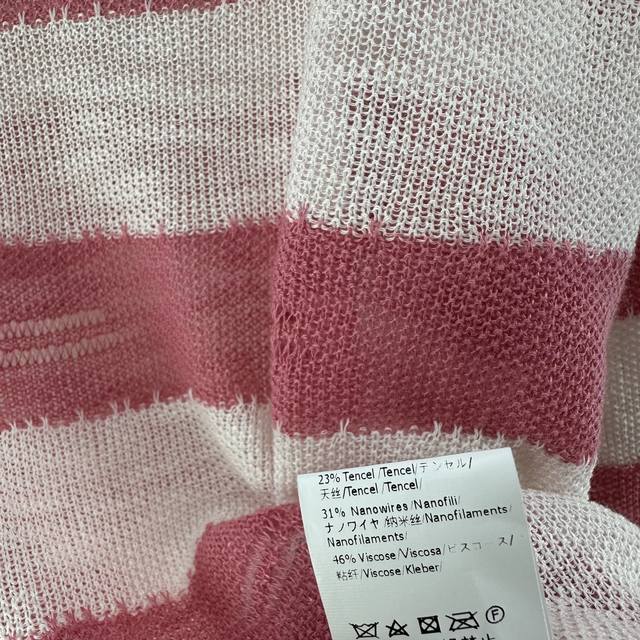 23% Tencel/Tencel/テンセル/
天丝/Tencel /Tencel/
31% Nanowires/Nanofili/
ナノワイヤ/纳米丝/Nanofilaments/
Nanofilaments/
46% Viscose/Viscosa/ビスコース/
粘纤/Viscose/Kleber/
F